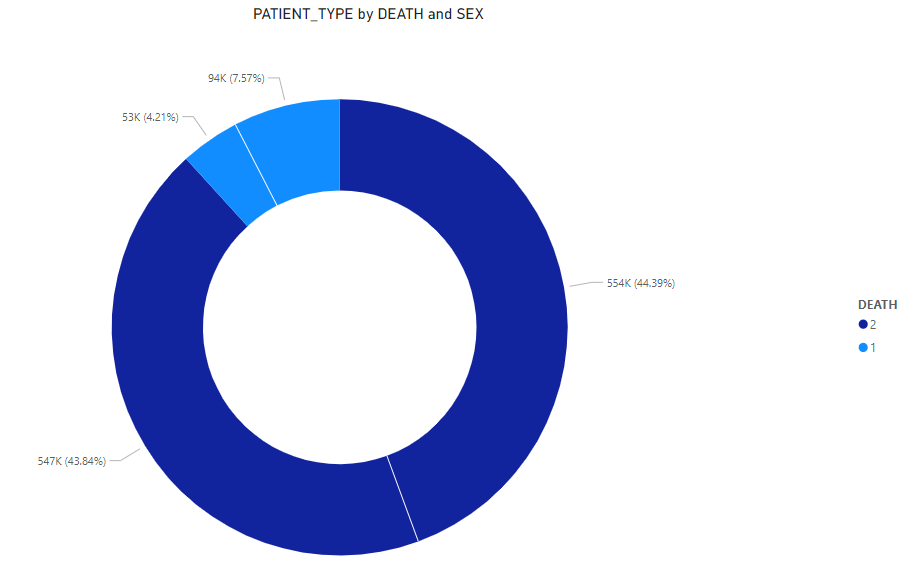 PATIENT_TYPE by DEATH and SEX
94K (7.57%)
53K (4.21%)
554K (44.39%)
547K (43.84%)
DEATH
2
1